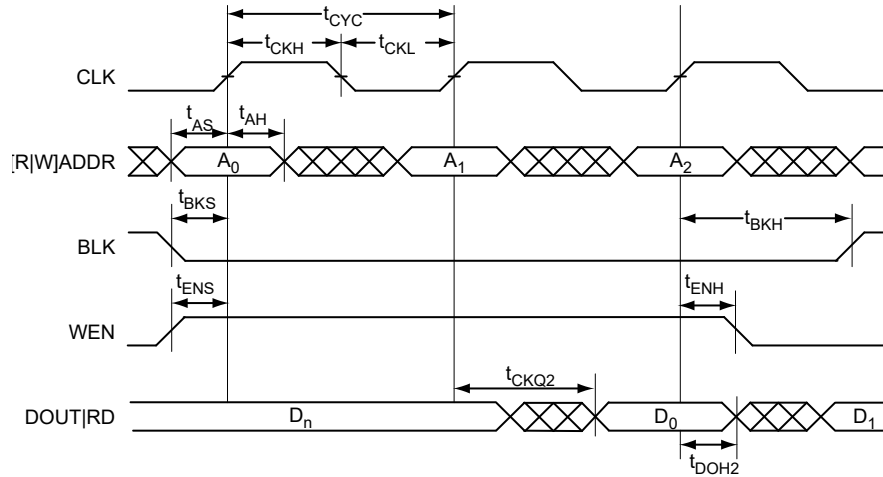 tCYC
tCKH tCKL
CLK
tAS tAH
[R|W]ADDR A0 A1 A2
tBKS
tBKH
BLK
tENS tENH
WEN
tCKQ2
DOUT|RD Dn D0 D1
tDOH2